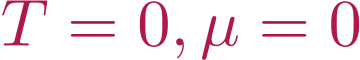 T = 0, μ = 0